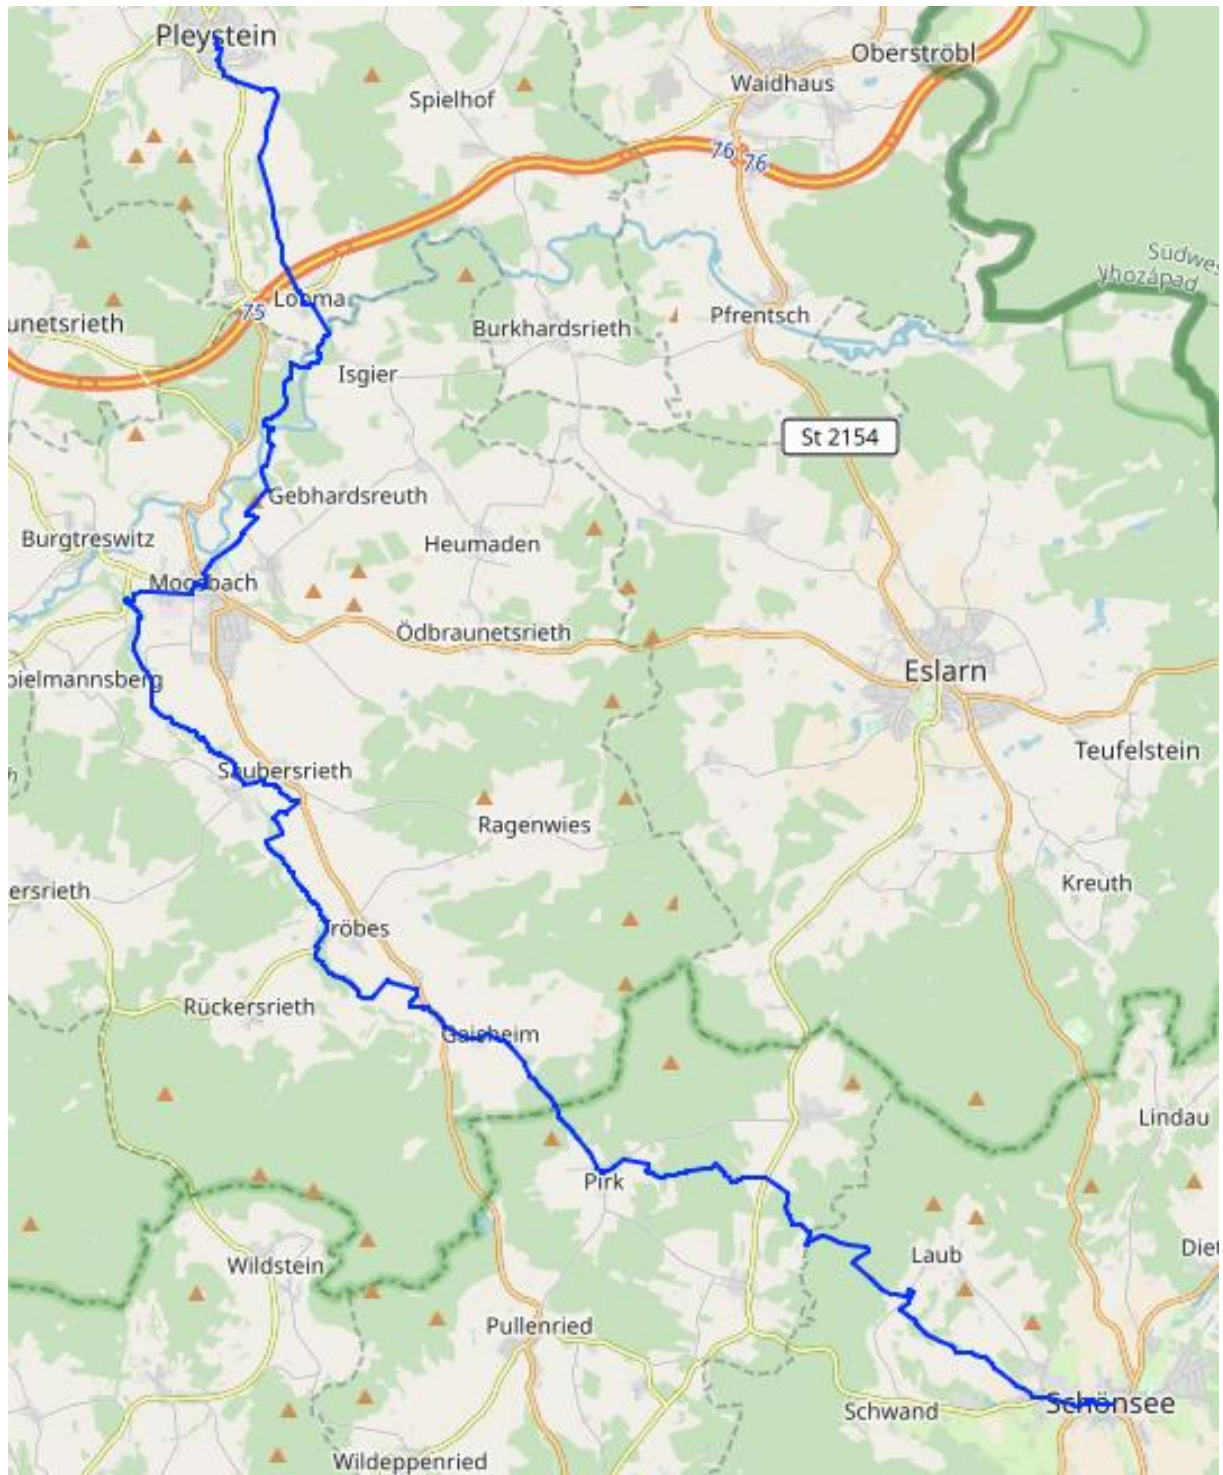 Pleystein
Oberströbl
Waidhaus
Spielhof
76 76
Südwes
Jihozápad
Lohma
75
unetsrieth
Burkhardsrieth
Pfrentsch
Isgier
St 2154
Gebhardsreuth
Burgtreswitz
Heumaden
Moosbach
Ödbraunetsrieth
Eslarn
pielmannsberg
Teufelstein
Saubersrieth
h
Ragenwies
Kreuth
ersrieth
Tröbes
Rückersrieth
Gaisheim
Lindau
Pirk
Diet
Laub
Wildstein
Pullenried
Schönsee
Schwand
Wildeppenried